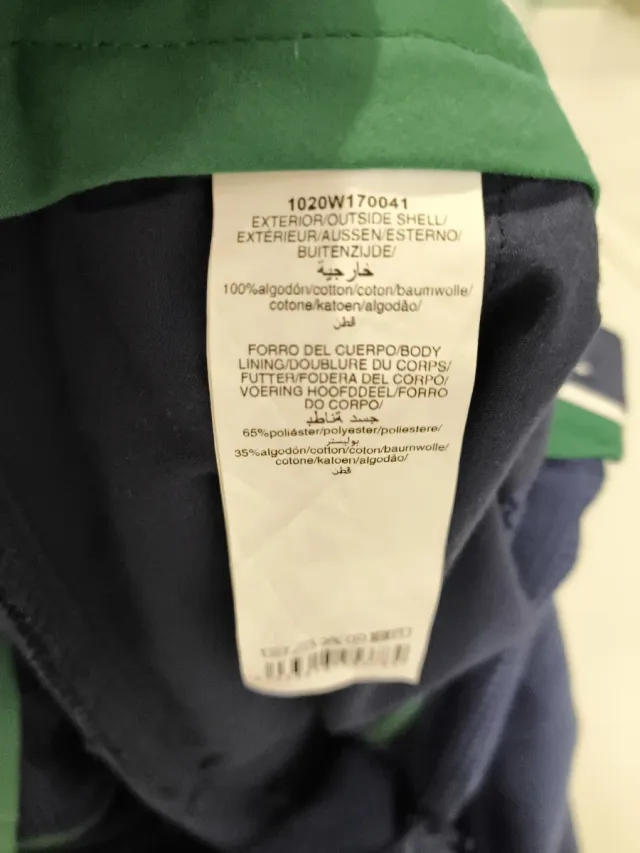 1020W170041
EXTERIOR/OUTSIDE SHELL/
EXTÉRIEUR/AUSSEN/ESTERNO/
BUITENZIJDE/
خارجية
100%algodón/cotton/coton/baumwolle/
cotone/katoen/algodão/
قطن
FORRO DEL CUERPO/BODY
LINING/DOUBLURE DU CORPS/
FUTTER/FODERA DEL CORPO/
VOERING HOOFDDEEL/FORRO
DO CORPO/
جسد ةناطب
65%poliéster/polyester/poliestere/
بوليستر
35%algodón/cotton/coton/baumwolle/
cotone/katoen/algodão/
قطن